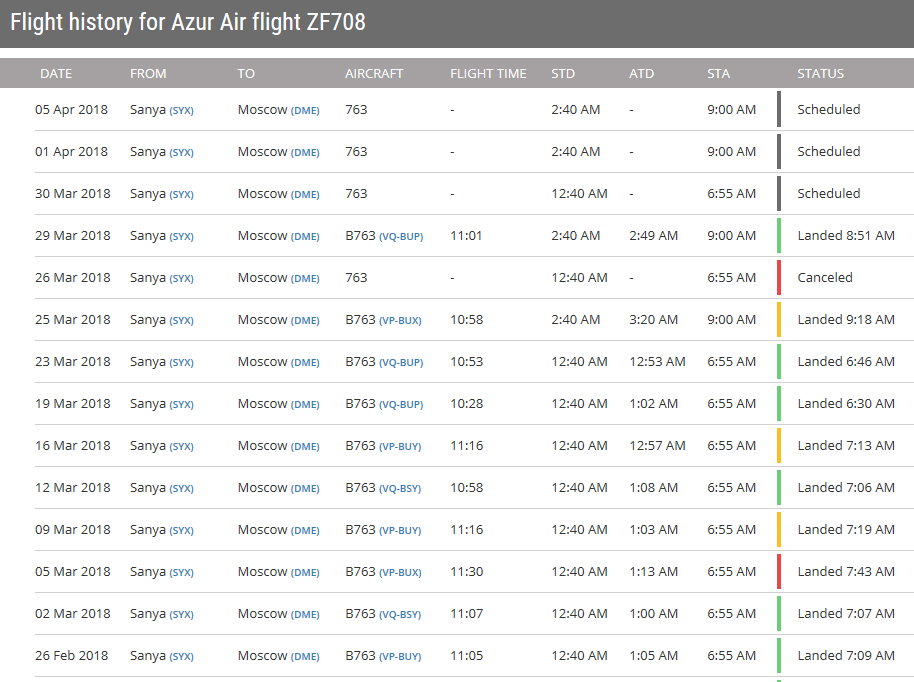 Flight history for Azur Air flight ZF708
DATE FROM TO AIRCRAFT FLIGHT TIME STD ATD STA STATUS
05 Apr 2018 Sanya (SYX) Moscow (DME) 763 - 2:40 AM - 9:00 AM Scheduled
01 Apr 2018 Sanya (SYX) Moscow (DME) 763 - 2:40 AM - 9:00 AM Scheduled
30 Mar 2018 Sanya (SYX) Moscow (DME) 763 - 12:40 AM - 6:55 AM Scheduled
29 Mar 2018 Sanya (SYX) Moscow (DME) B763 (VQ-BUP) 11:01 2:40 AM 2:49 AM 9:00 AM Landed 8:51 AM
26 Mar 2018 Sanya (SYX) Moscow (DME) 763 - 12:40 AM - 6:55 AM Canceled
25 Mar 2018 Sanya (SYX) Moscow (DME) B763 (VP-BUX) 10:58 2:40 AM 3:20 AM 9:00 AM Landed 9:18 AM
23 Mar 2018 Sanya (SYX) Moscow (DME) B763 (VQ-BUP) 10:53 12:40 AM 12:53 AM 6:55 AM Landed 6:46 AM
19 Mar 2018 Sanya (SYX) Moscow (DME) B763 (VQ-BUP) 10:28 12:40 AM 1:02 AM 6:55 AM Landed 6:30 AM
16 Mar 2018 Sanya (SYX) Moscow (DME) B763 (VP-BUY) 11:16 12:40 AM 12:57 AM 6:55 AM Landed 7:13 AM
12 Mar 2018 Sanya (SYX) Moscow (DME) B763 (VQ-BSY) 10:58 12:40 AM 1:08 AM 6:55 AM Landed 7:06 AM
09 Mar 2018 Sanya (SYX) Moscow (DME) B763 (VP-BUY) 11:16 12:40 AM 1:03 AM 6:55 AM Landed 7:19 AM
05 Mar 2018 Sanya (SYX) Moscow (DME) B763 (VP-BUX) 11:30 12:40 AM 1:13 AM 6:55 AM Landed 7:43 AM
02 Mar 2018 Sanya (SYX) Moscow (DME) B763 (VQ-BSY) 11:07 12:40 AM 1:00 AM 6:55 AM Landed 7:07 AM
26 Feb 2018 Sanya (SYX) Moscow (DME) B763 (VP-BUY) 11:05 12:40 AM 1:05 AM 6:55 AM Landed 7:09 AM